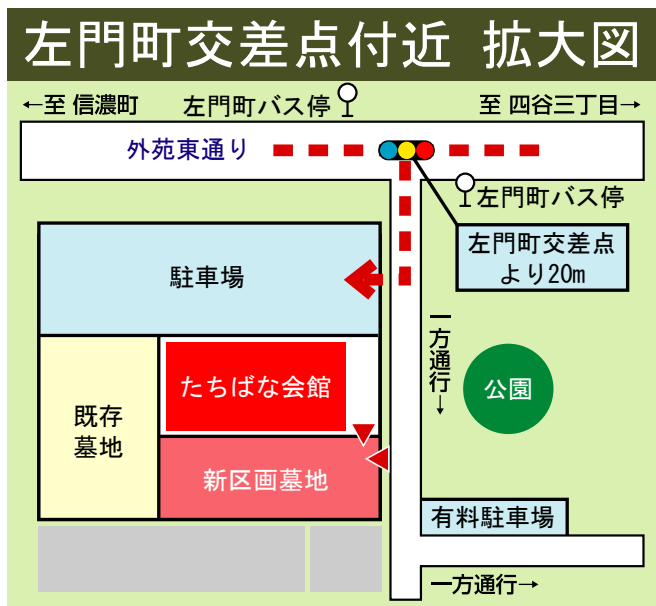 左門町交差点付近 拡大図
←至 信濃町
左門町バス停
至 四谷三丁目→
外苑東通り
左門町バス停
左門町交差点
より20m
駐車場
一方通行→
たちばな会館
公園
既存
墓地
新区画墓地
有料駐車場
一方通行→